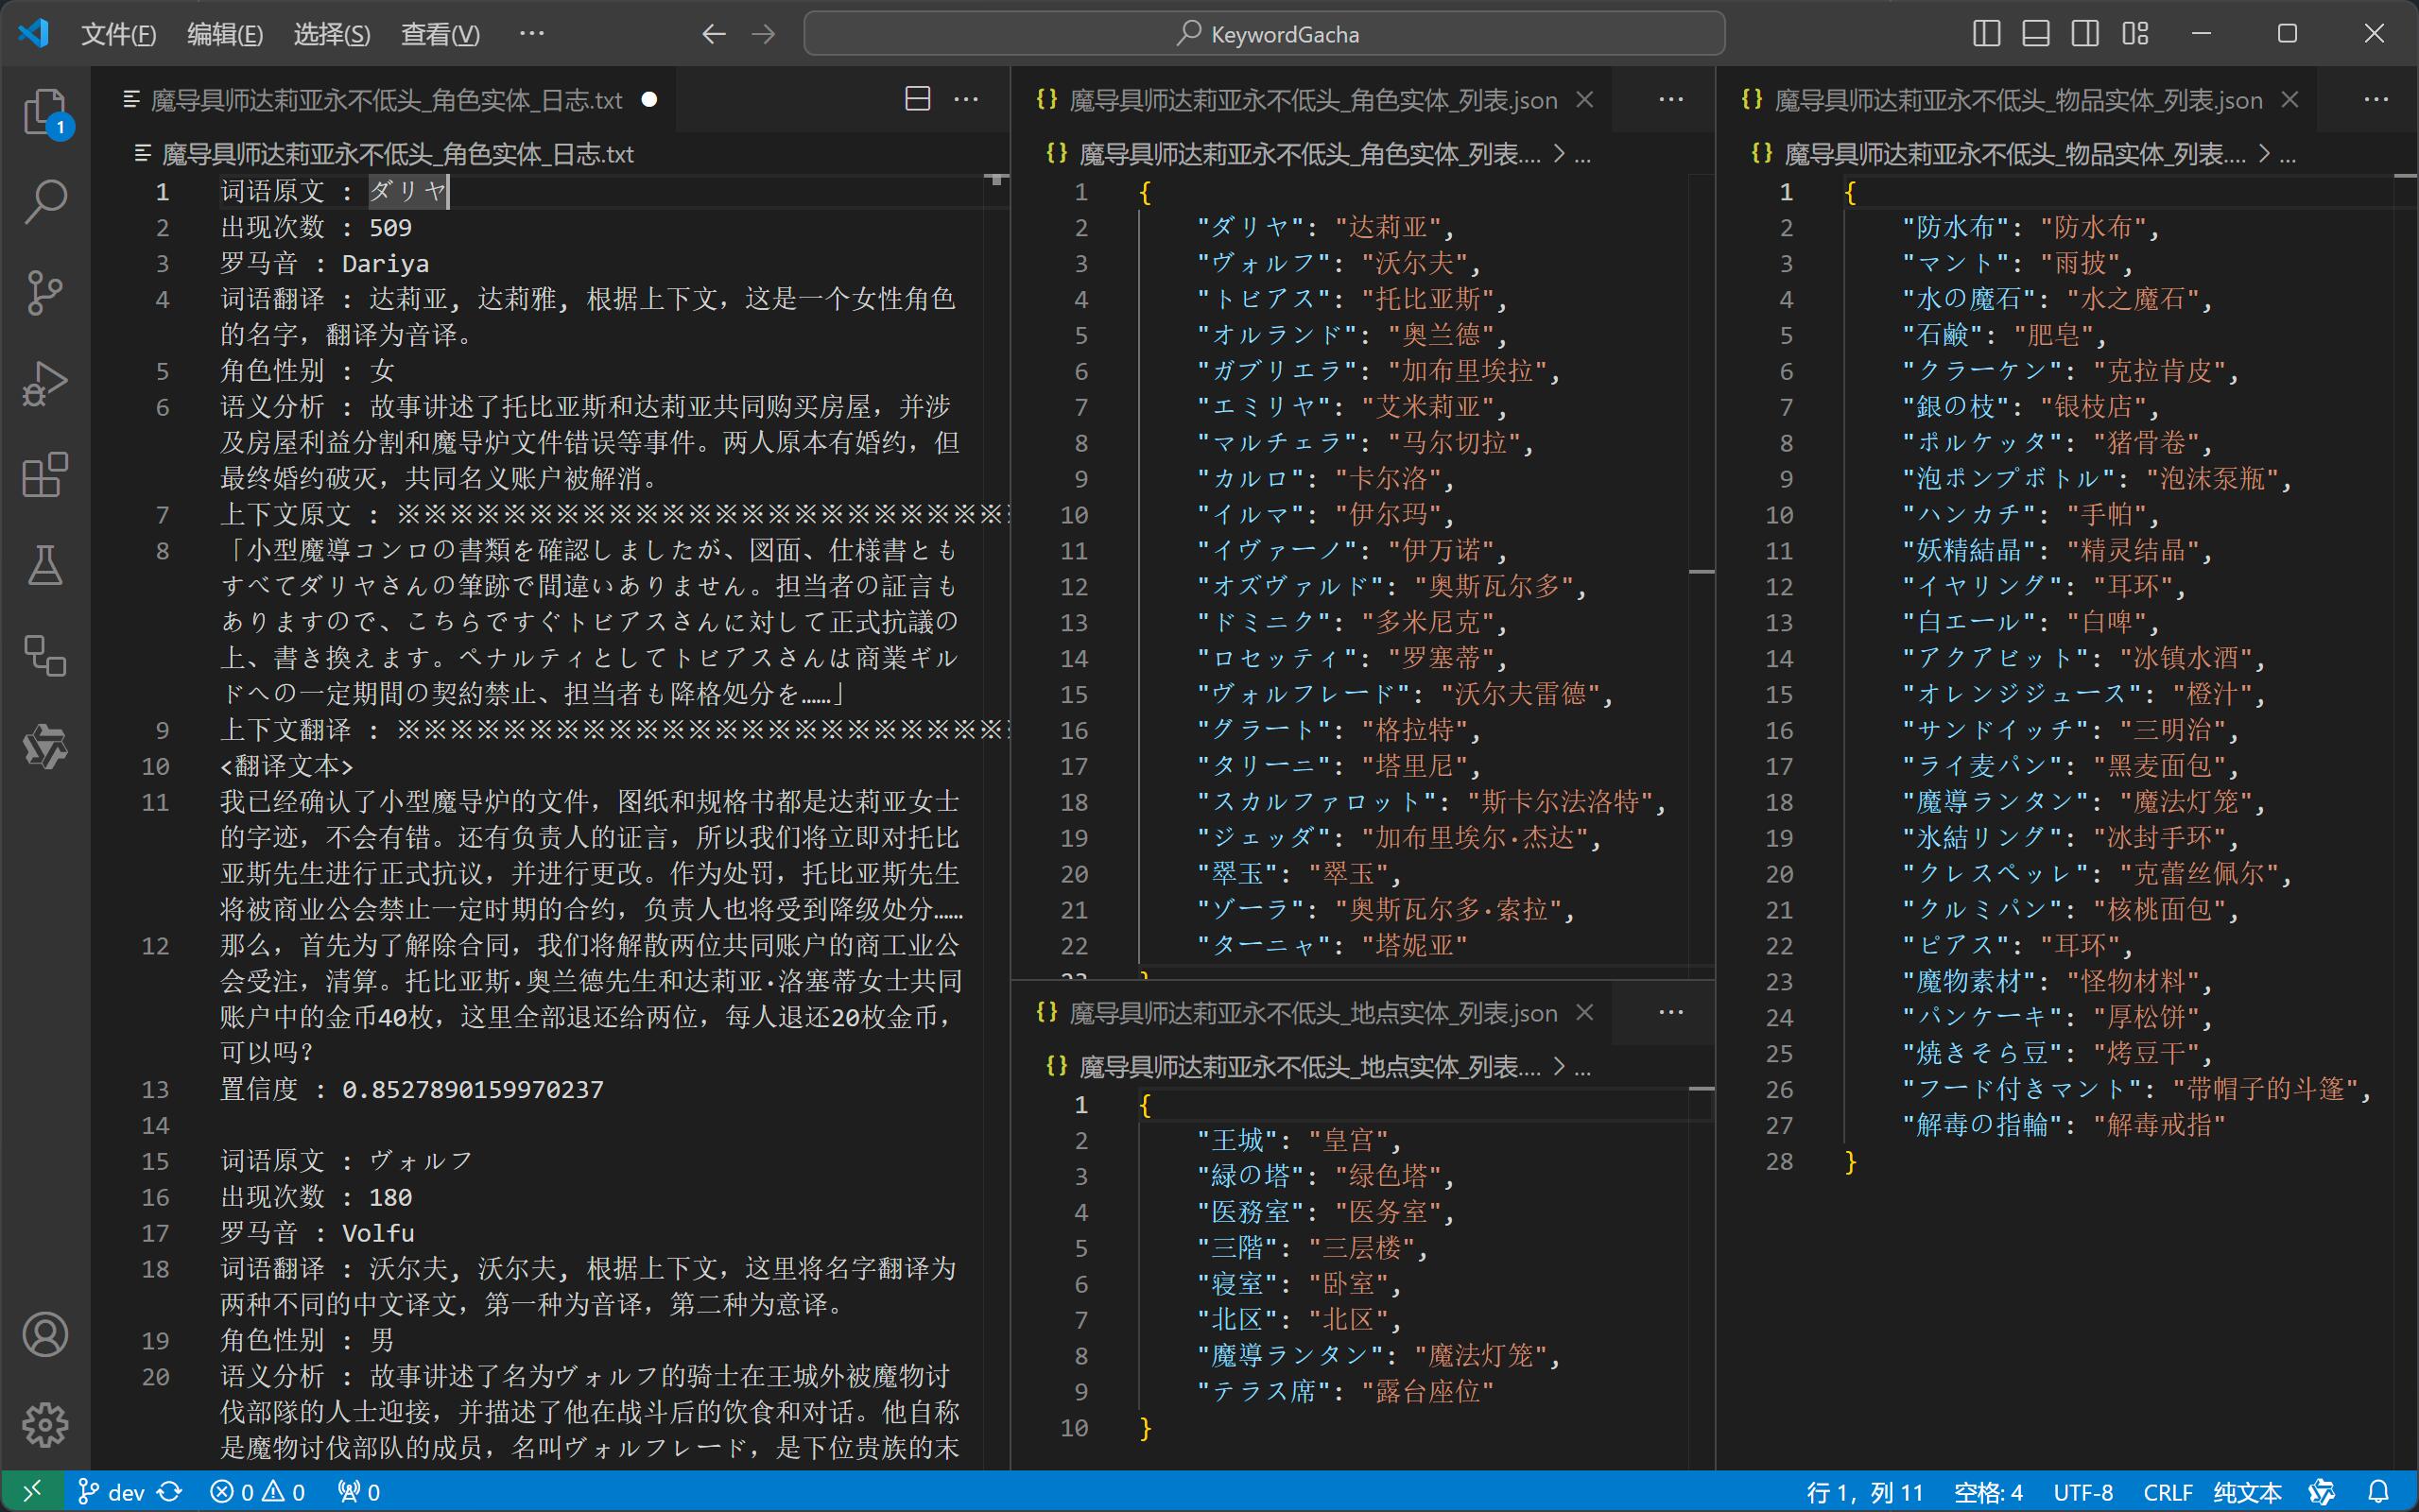 文件(F) 编辑(E) 选择(S) 查看(V) ··· KeywordGacha
1
魔导具师达莉亚永不低头_角色实体_日志.txt
魔导具师达莉亚永不低头_角色实体_日志.txt
1 词语原文 : ダリヤ
2 出现次数 : 509
3 罗马音 : Dariya
4 词语翻译 : 达莉亚, 达莉雅, 根据上下文，这是一个女性角色
的名字，翻译为音译。
5 角色性别 : 女
6 语义分析 : 故事讲述了托比亚斯和达莉亚共同购买房屋，并涉
及房屋利益分割和魔导炉文件错误等事件。两人原本有婚约，但
最终婚约破灭，共同名义账户被解消。
7 上下文原文 : ※※※※※※※※※※※※※※※※※※※※※※※
8 「小型魔導コンロの書類を確認しましたが、図面、仕様書とも
すべてダリヤさんの筆跡で間違いありません。担当者の証言も
ありますので、こちらですぐトビアスさんに対して正式抗議の
上、書き換えます。ペナルティとしてトビアスさんは商業ギル
ドへの一定期間の契約禁止、担当者も降格処分を……」
9 上下文翻译 : ※※※※※※※※※※※※※※※※※※※※※※※
10 <翻译文本>
11 我已经确认了小型魔导炉的文件，图纸和规格书都是达莉亚女士
的字迹，不会有错。还有负责人的证言，所以我们将立即对托比
亚斯先生进行正式抗议，并进行更改。作为处罚，托比亚斯先生
将被商业公会禁止一定时期的合约，负责人也将受到降级处分……
12 那么，首先为了解除合同，我们将解散两位共同账户的商工业公
会受注，清算。托比亚斯·奥兰德先生和达莉亚·洛塞蒂女士共同
账户中的金币40枚，这里全部退还给两位，每人退还20枚金币，
可以吗？
13 置信度 : 0.8527890159970237
14
15 词语原文 : ヴォルフ
16 出现次数 : 180
17 罗马音 : Volfu
18 词语翻译 : 沃尔夫, 沃尔夫, 根据上下文，这里将名字翻译为
两种不同的中文译文，第一种为音译，第二种为意译。
19 角色性别 : 男
20 语义分析 : 故事讲述了名为ヴォルフ的骑士在王城外被魔物讨
伐部隊的人士迎接，并描述了他在战斗后的饮食和对话。他自称
是魔物讨伐部队的成员，名叫ヴォルフレード，是下位贵族的末
{} 魔导具师达莉亚永不低头_角色实体_列表.json
{} 魔导具师达莉亚永不低头_角色实体_列表.... > ...
1 {
2 "ダリヤ": "达莉亚",
3 "ヴォルフ": "沃尔夫",
4 "トビアス": "托比亚斯",
5 "オルランド": "奥兰德",
6 "ガブリエラ": "加布里埃拉",
7 "エミリヤ": "艾米莉亚",
8 "マルチェラ": "马尔切拉",
9 "カルロ": "卡尔洛",
10 "イルマ": "伊尔玛",
11 "イヴァーノ": "伊万诺",
12 "オズヴァルド": "奥斯瓦尔多",
13 "ドミニク": "多米尼克",
14 "ロセッティ": "罗塞蒂",
15 "ヴォルフレード": "沃尔夫雷德",
16 "グラート": "格拉特",
17 "タリーニ": "塔里尼",
18 "スカルファロット": "斯卡尔法洛特",
19 "ジェッダ": "加布里埃尔·杰达",
20 "翠玉": "翠玉",
21 "ゾーラ": "奥斯瓦尔多·索拉",
22 "ターニャ": "塔妮亚"
23 }
{} 魔导具师达莉亚永不低头_地点实体_列表.json
{} 魔导具师达莉亚永不低头_地点实体_列表.... > ...
1 {
2 "王城": "皇宫",
3 "緑の塔": "绿色塔",
4 "医務室": "医务室",
5 "三階": "三层楼",
6 "寝室": "卧室",
7 "北区": "北区",
8 "魔導ランタン": "魔法灯笼",
9 "テラス席": "露台座位"
10 }
{} 魔导具师达莉亚永不低头_物品实体_列表.json
{} 魔导具师达莉亚永不低头_物品实体_列表.... > ...
1 {
2 "防水布": "防水布",
3 "マント": "雨披",
4 "水の魔石": "水之魔石",
5 "石鹸": "肥皂",
6 "クラーケン": "克拉肯皮",
7 "銀の枝": "银枝店",
8 "ポルケッタ": "猪骨卷",
9 "泡ポンプボトル": "泡沫泵瓶",
10 "ハンカチ": "手帕",
11 "妖精結晶": "精灵结晶",
12 "イヤリング": "耳环",
13 "白エール": "白啤",
14 "アクアビット": "冰镇水酒",
15 "オレンジジュース": "橙汁",
16 "サンドイッチ": "三明治",
17 "ライ麦パン": "黑麦面包",
18 "魔導ランタン": "魔法灯笼",
19 "氷結リング": "冰封手环",
20 "クレスペッレ": "克蕾丝佩尔",
21 "クルミパン": "核桃面包",
22 "ピアス": "耳环",
23 "魔物素材": "怪物材料",
24 "パンケーキ": "厚松饼",
25 "焼きそら豆": "烤豆干",
26 "フード付きマント": "带帽子的斗篷",
27 "解毒の指輪": "解毒戒指"
28 }
dev 0 0 0 行 1，列 11 空格: 4 UTF-8 CRLF 纯文本